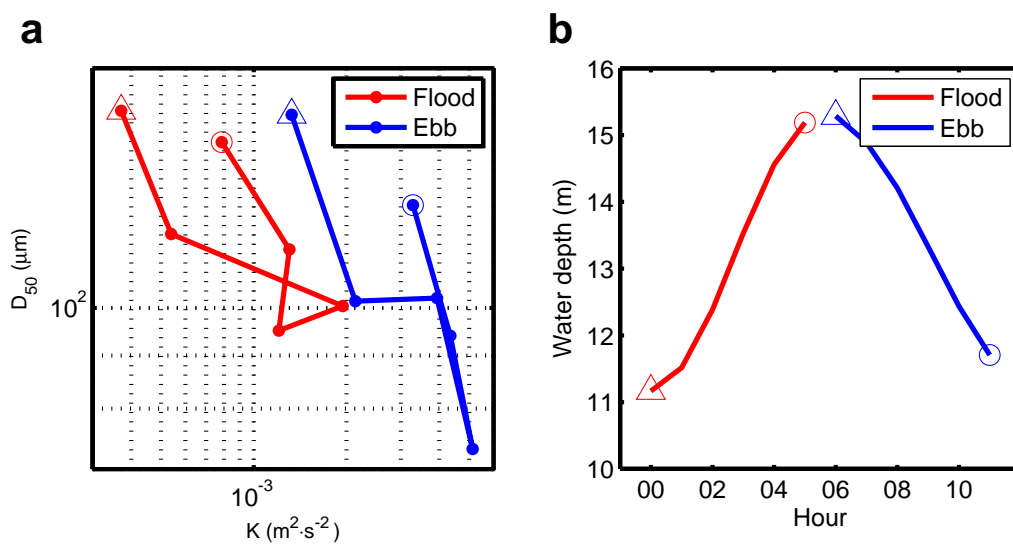 a
Flood
Ebb
D50 (μm)
10^2
10^-3
K (m^2·s^-2)
b
Flood
Ebb
16
15
14
13
12
11
10
Water depth (m)
00 02 04 06 08 10
Hour